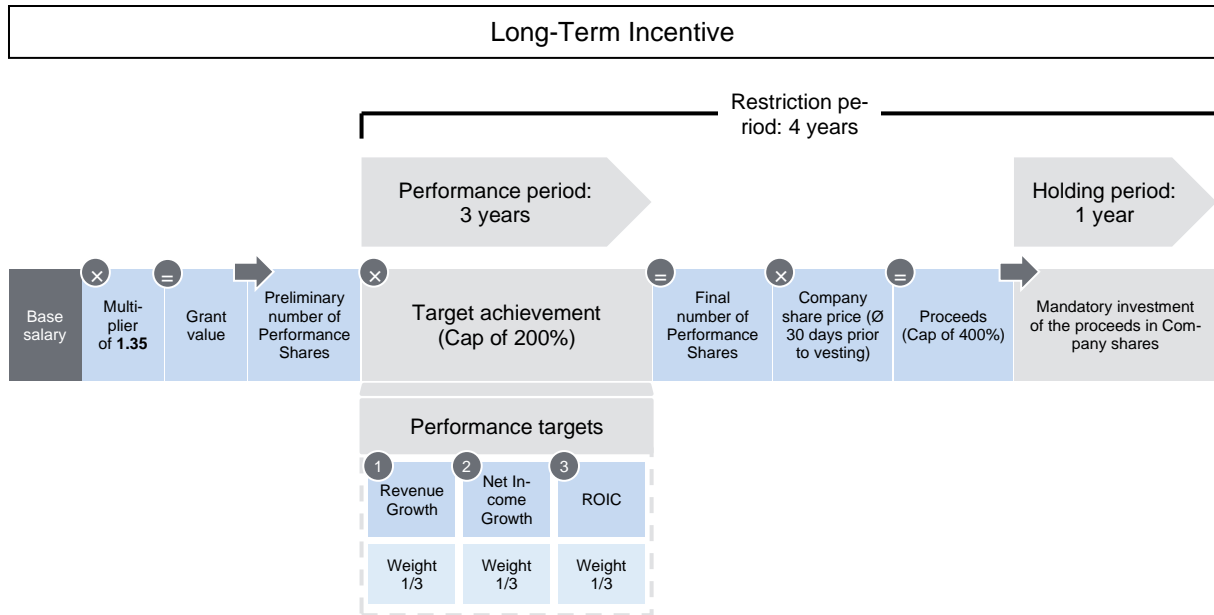 Long-Term Incentive
Restriction pe-
riod: 4 years
Performance period:
3 years
Holding period:
1 year
Base
salary
×
Multi-
plier
of 1.35
=
Grant
value
Preliminary
number of
Performance
Shares
×
Target achievement
(Cap of 200%)
=
Final
number of
Performance
Shares
×
Company
share price (Ø
30 days prior
to vesting)
=
Proceeds
(Cap of 400%)
Mandatory investment
of the proceeds in Com-
pany shares
Performance targets
1
Revenue
Growth
2
Net In-
come
Growth
3
ROIC
Weight
1/3
Weight
1/3
Weight
1/3